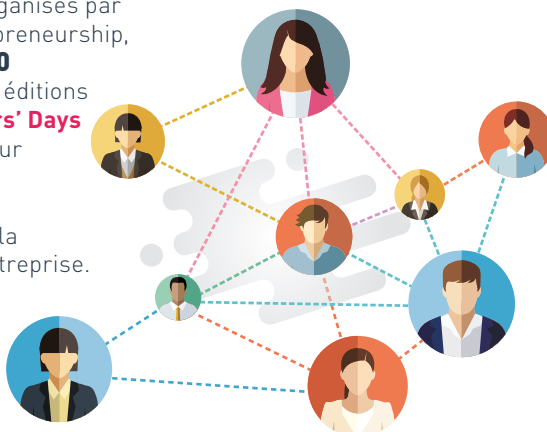 ganisés par
preneurship,
0
éditions
rs’ Days
ur
la
treprise.